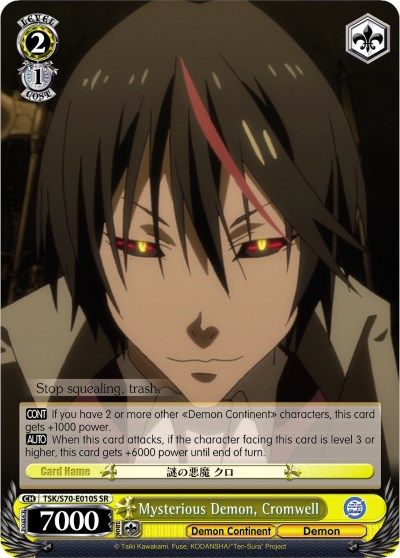 LEVEL
2
1
COST
Stop squealing, trash.
CONT If you have 2 or more other «Demon Continent» characters, this card
gets +1000 power.
AUTO When this card attacks, if the character facing this card is level 3 or
higher, this card gets +6000 power until end of turn.
Card Name 謎の悪魔 クロ
CD TSK/S70-E010S SR
Mysterious Demon, Cromwell
POWER 7000 SOUL
Demon Continent Demon
© Taiki Kawakami, Fuse, KODANSHA/"Ten-Sura" Project